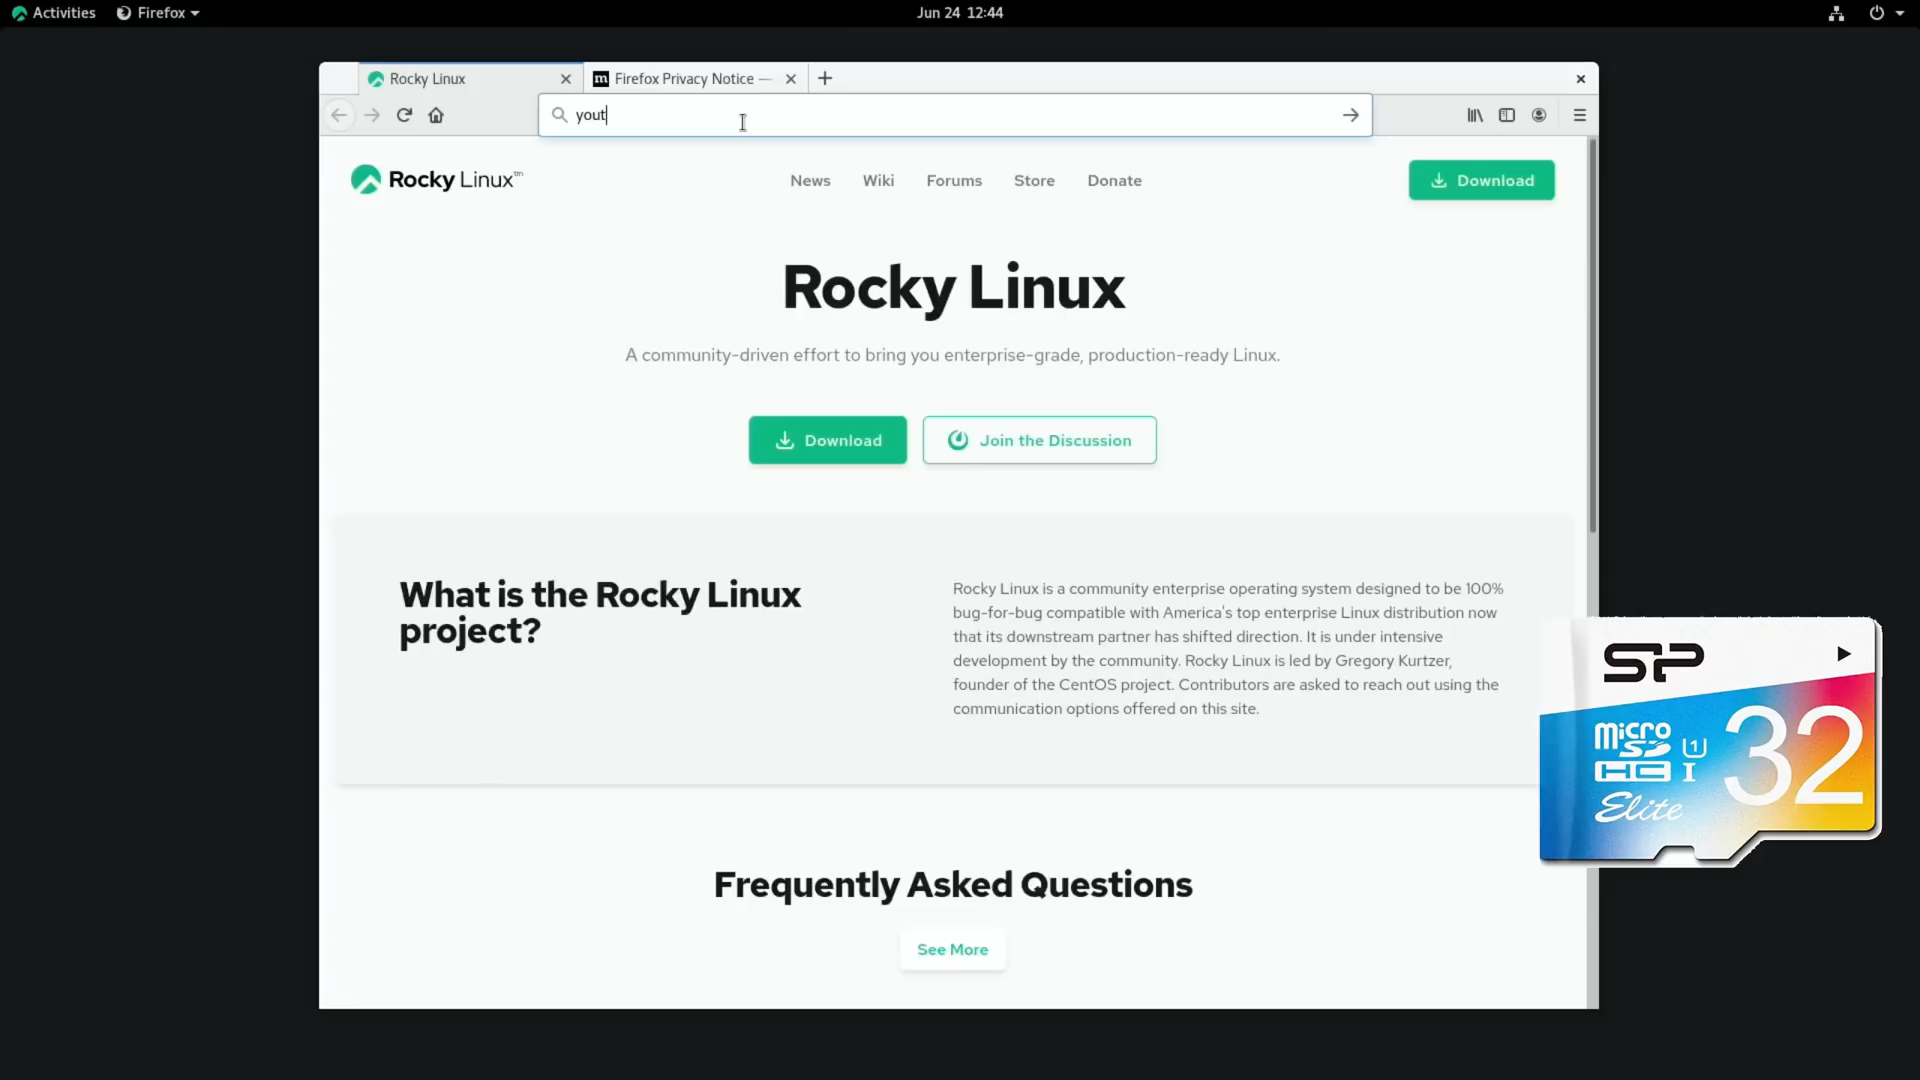 Activities
Firefox
Jun 24 12:44
Rocky Linux
Firefox Privacy Notice —
yout
Rocky Linux™
News
Wiki
Forums
Store
Donate
Download
Rocky Linux
A community-driven effort to bring you enterprise-grade, production-ready Linux.
Download
Join the Discussion
What is the Rocky Linux
project?
Rocky Linux is a community enterprise operating system designed to be 100%
bug-for-bug compatible with America's top enterprise Linux distribution now
that its downstream partner has shifted direction. It is under intensive
development by the community. Rocky Linux is led by Gregory Kurtzer,
founder of the CentOS project. Contributors are asked to reach out using the
communication options offered on this site.
SP
micro
SD
HC
1
I
32
Elite
Frequently Asked Questions
See More